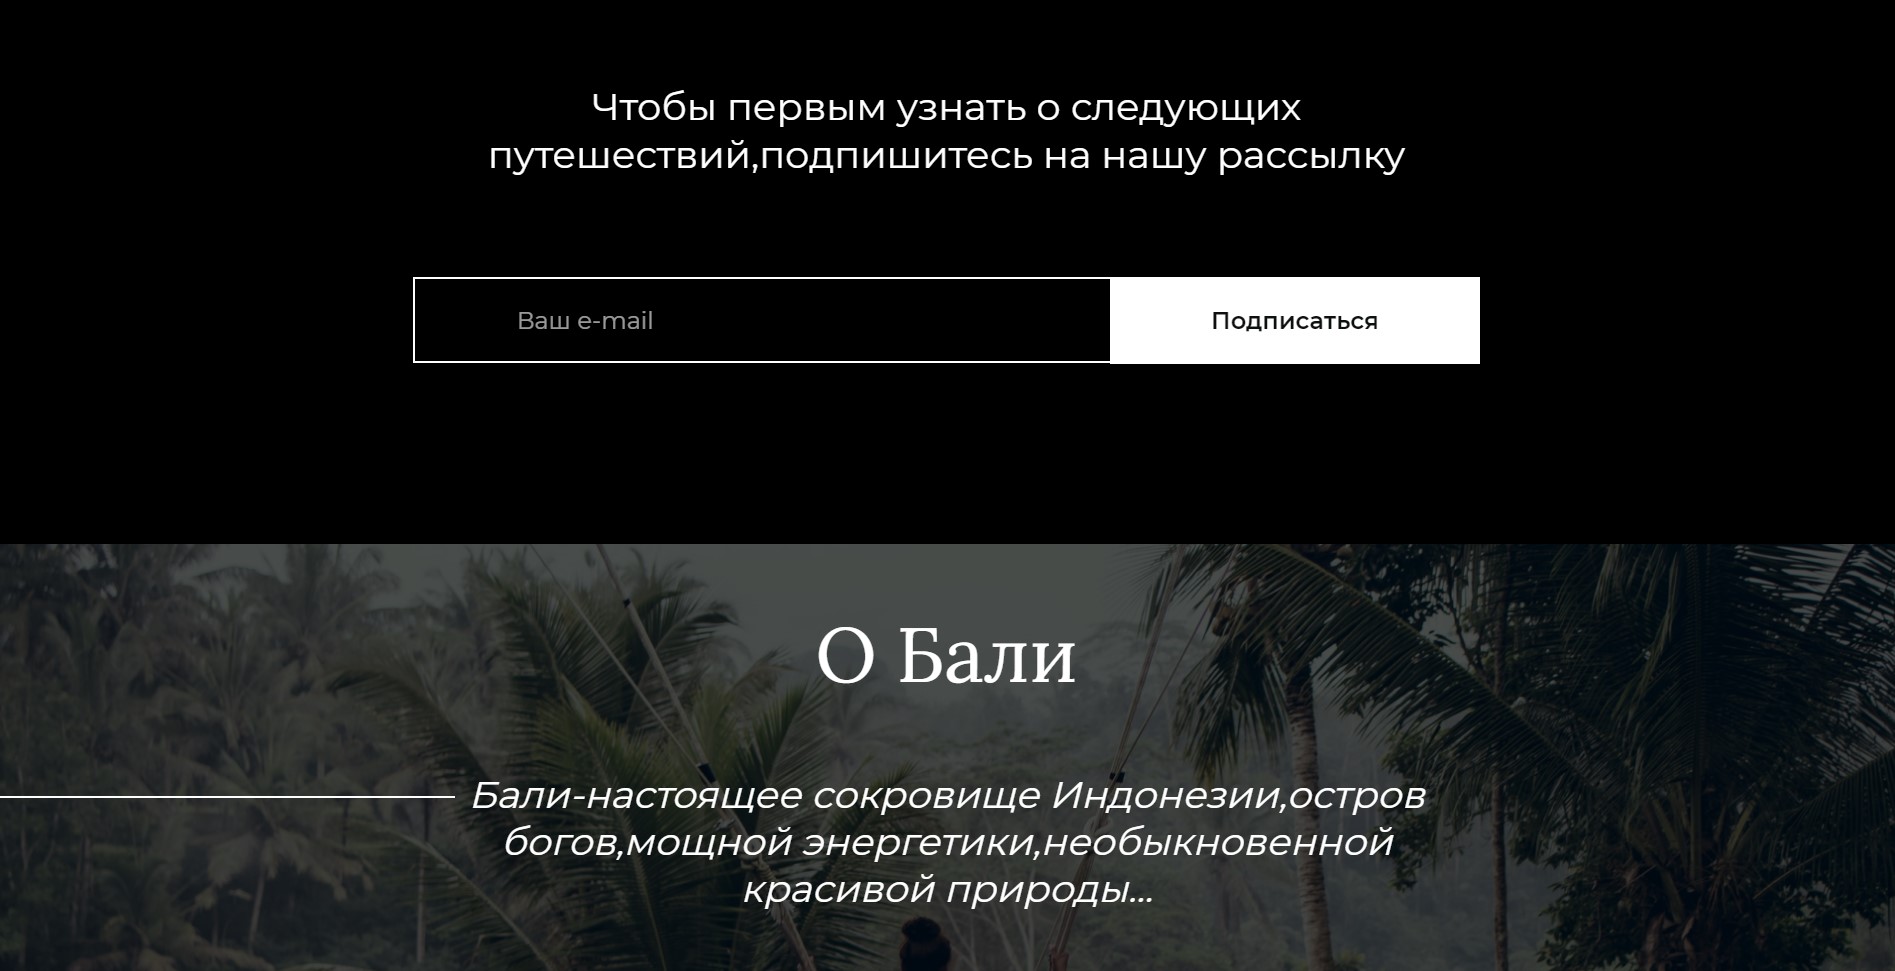 Чтобы первым узнать о следующих
путешествий,подпишитесь на нашу рассылку
Ваш e-mail
Подписаться
О Бали
Бали-настоящее сокровище Индонезии,остров
богов,мощной энергетики,необыкновенной
красивой природы...